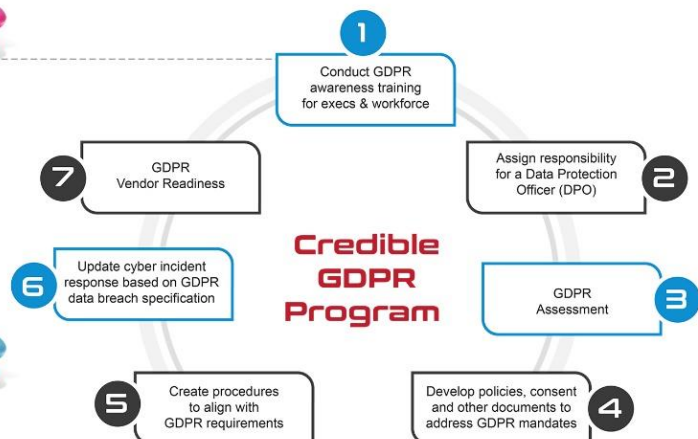 1
Conduct GDPR
awareness training
for execs & workforce
2
Assign responsibility
for a Data Protection
Officer (DPO)
3
GDPR
Assessment
4
Develop policies, consent
and other documents to
address GDPR mandates
5
Create procedures
to align with
GDPR requirements
6
Update cyber incident
response based on GDPR
data breach specification
7
GDPR
Vendor Readiness
Credible
GDPR
Program